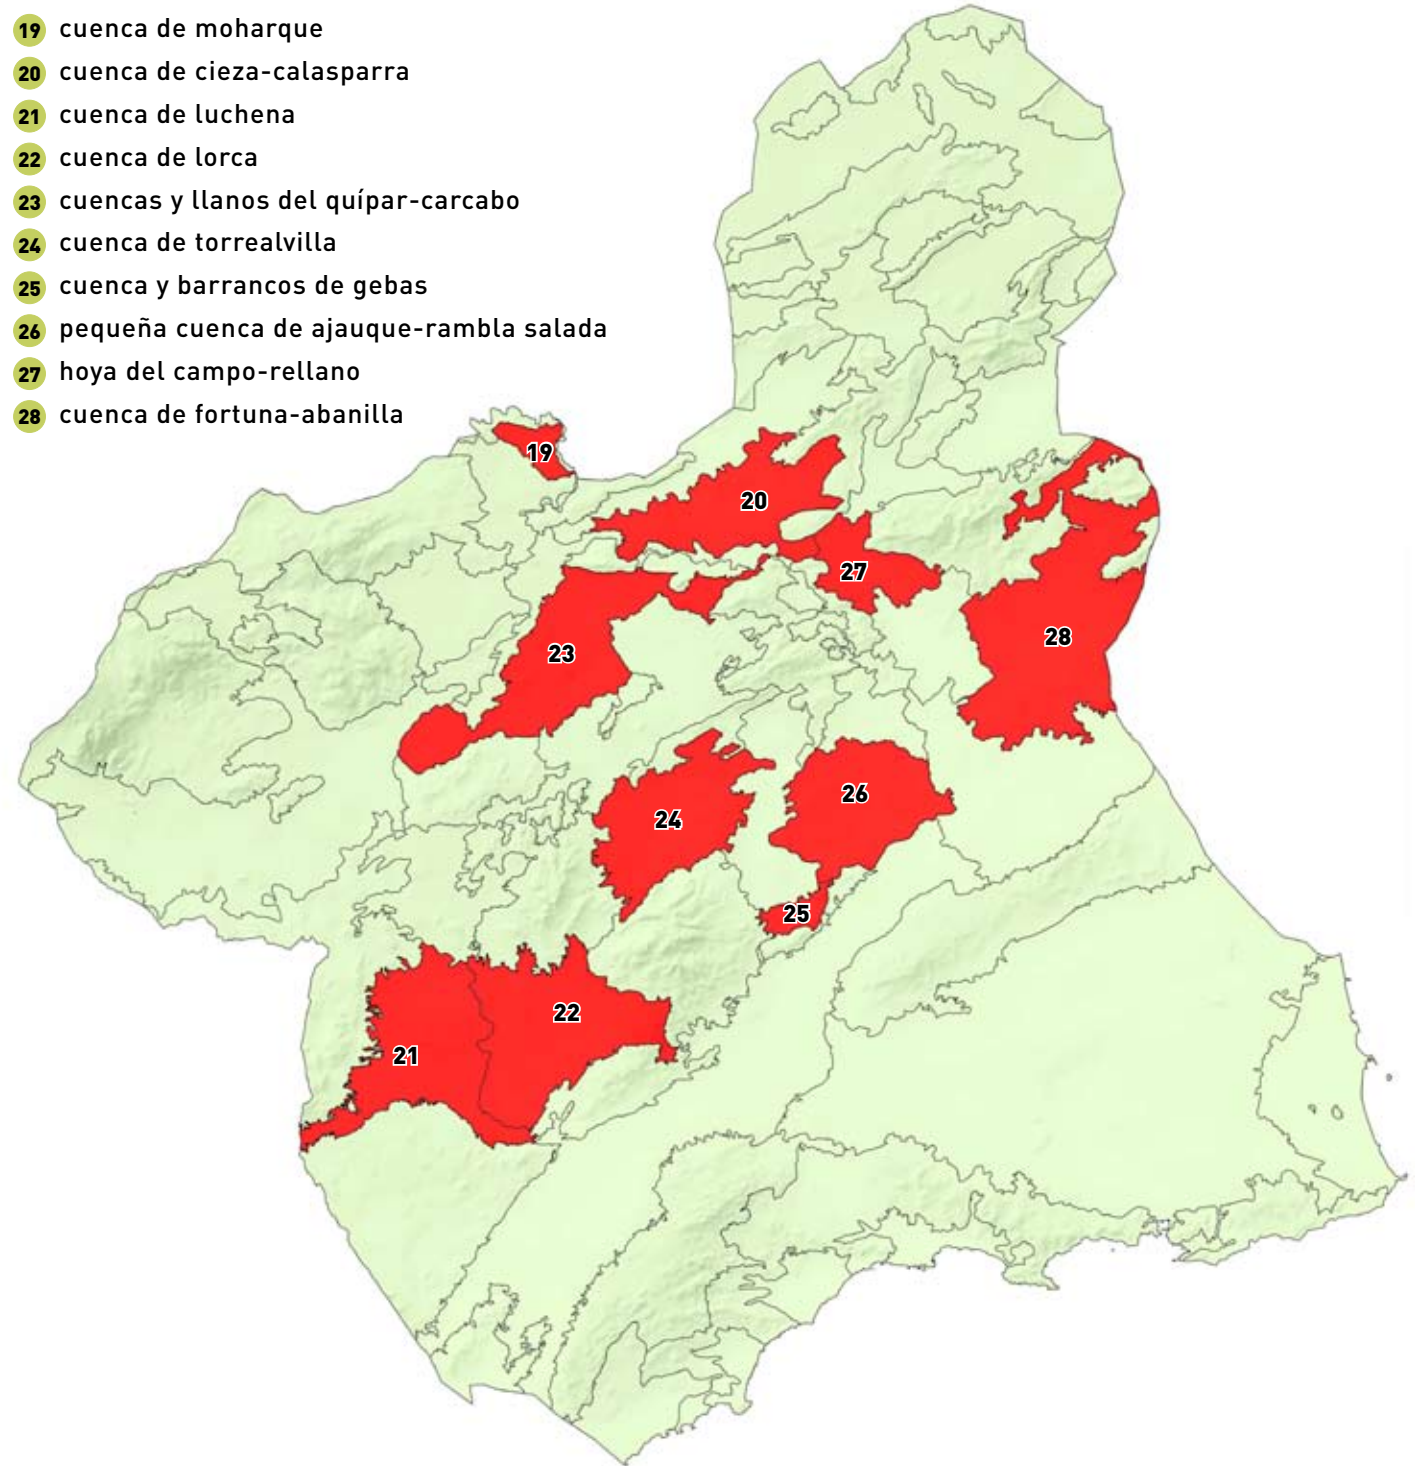 19 cuenca de moharque
20 cuenca de cieza-calasparra
21 cuenca de luchena
22 cuenca de lorca
23 cuencas y llanos del quípar-carcabo
24 cuenca de torrealvilla
25 cuenca y barrancos de gebas
26 pequeña cuenca de ajauque-rambla salada
27 hoya del campo-rellano
28 cuenca de fortuna-abanilla
19
20
27
28
23
26
24
25
22
21